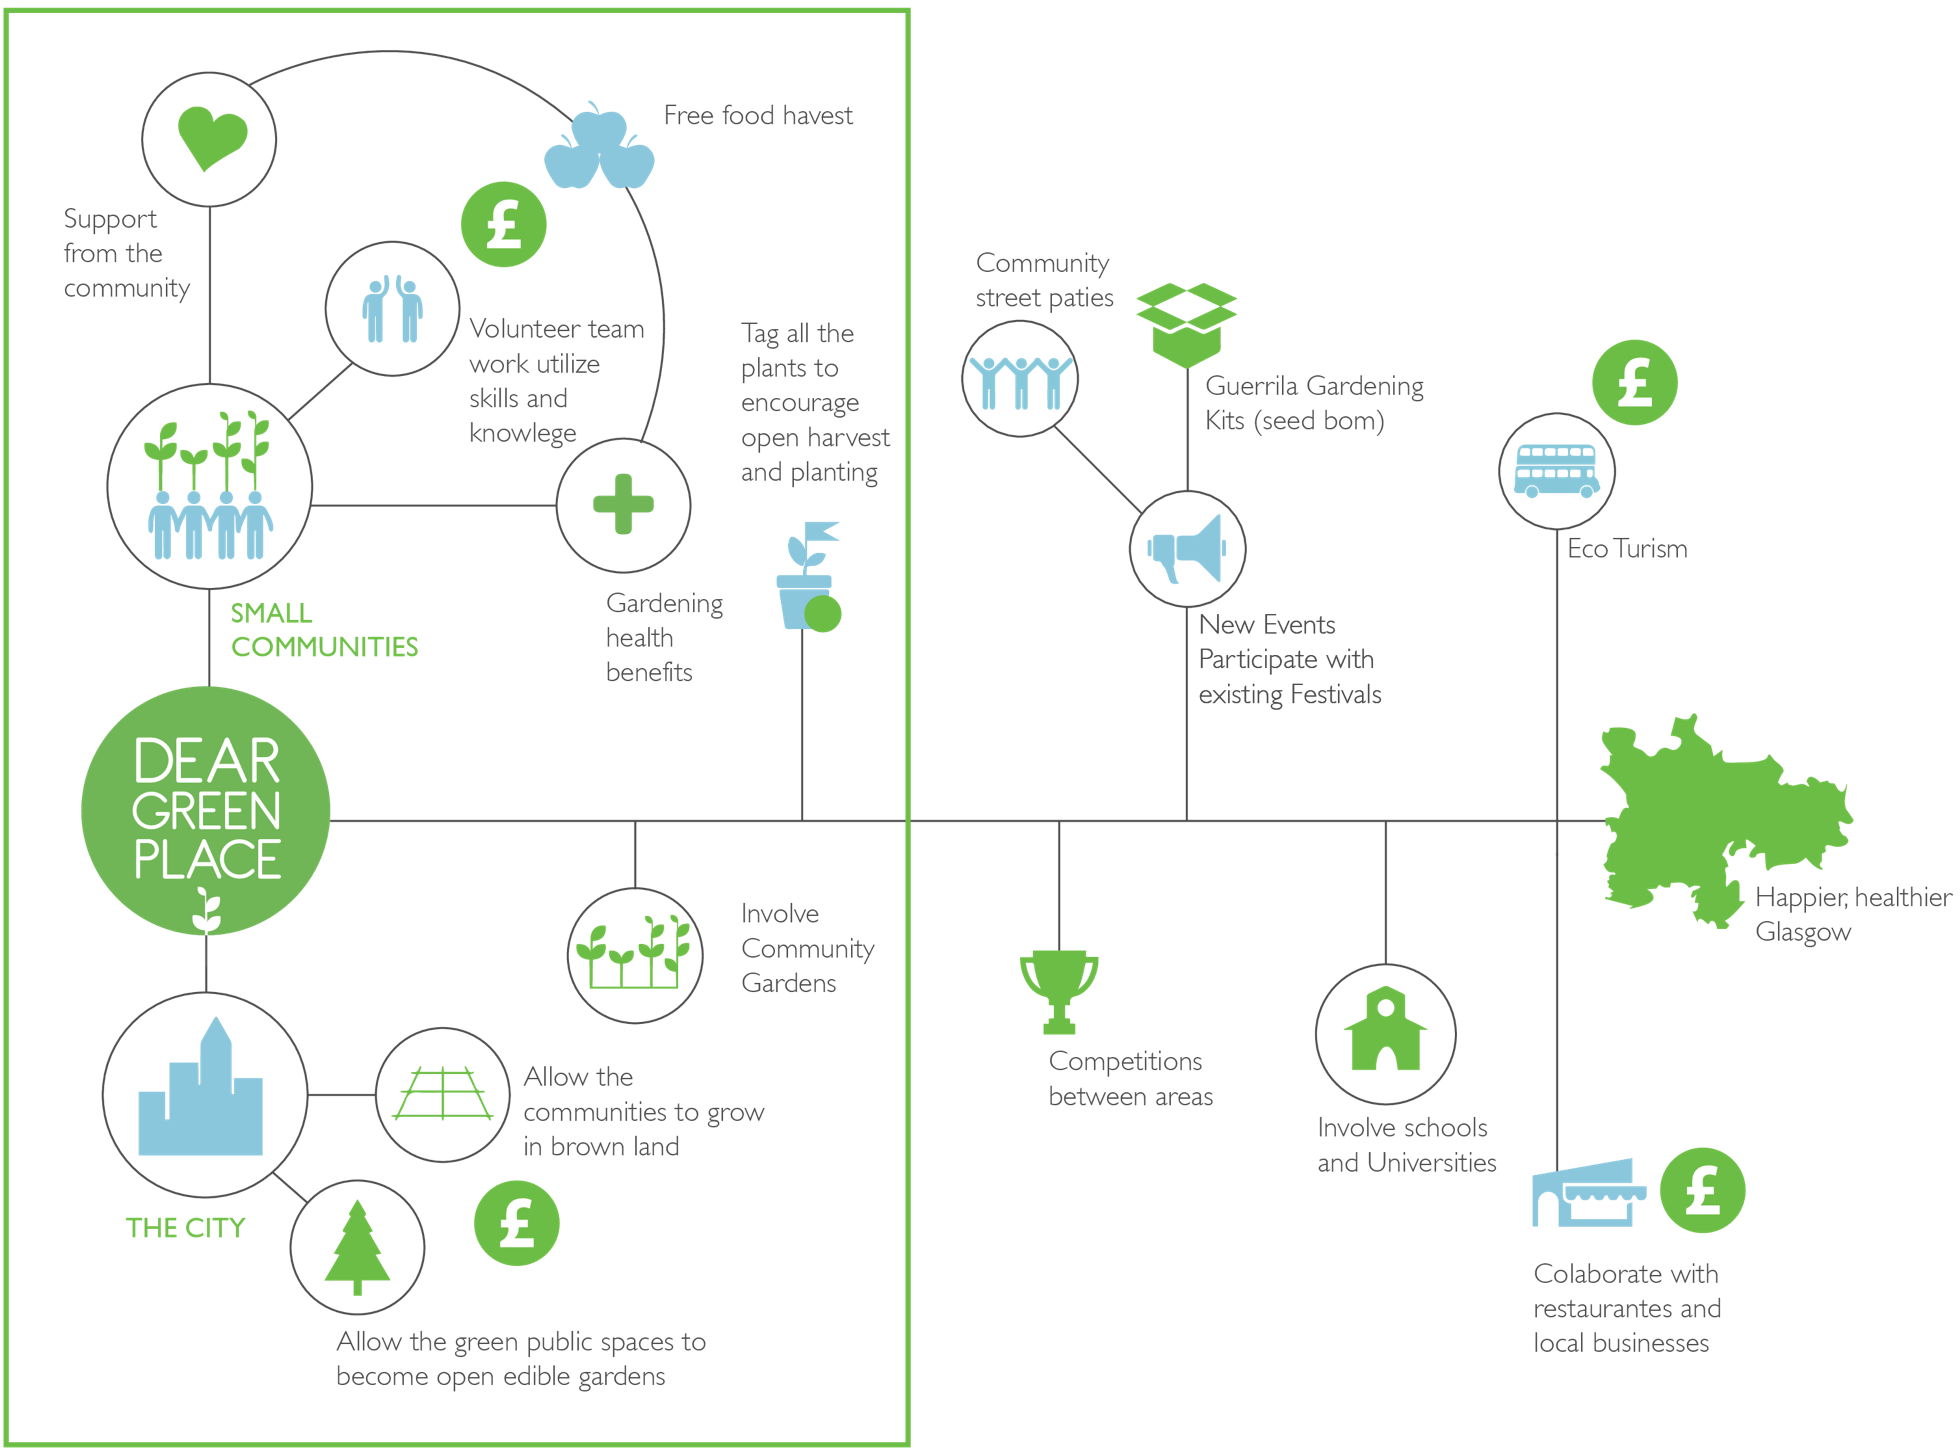 Free food havest
£
Support
from the
community
Volunteer team
work utilize
skills and
knowlege
Tag all the
plants to
encourage
open harvest
and planting
SMALL
COMMUNITIES
Gardening
health
benefits
DEAR
GREEN
PLACE
Involve
Community
Gardens
Allow the
communities to grow
in brown land
THE CITY
£
Allow the green public spaces to
become open edible gardens
Community
street paties
Guerrila Gardening
Kits (seed bom)
£
Eco Turism
New Events
Participate with
existing Festivals
Happier, healthier
Glasgow
Competitions
between areas
Involve schools
and Universities
£
Colaborate with
restaurantes and
local businesses